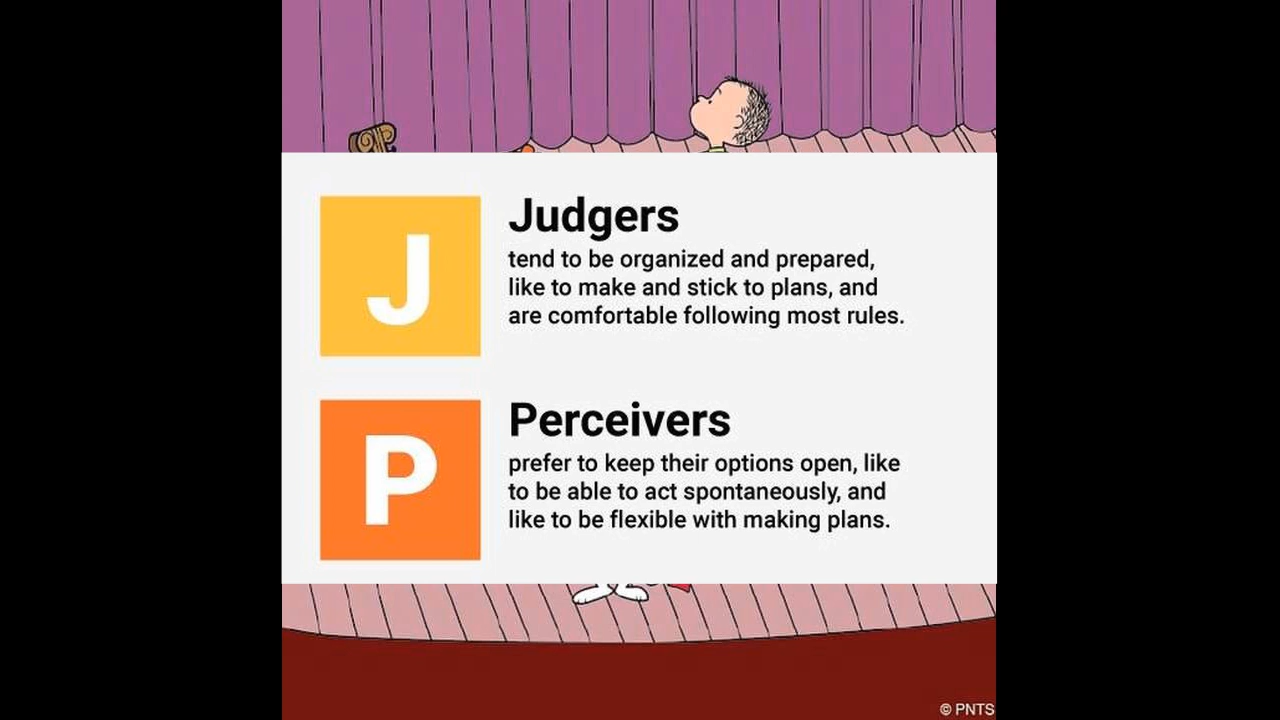 J
Judgers
tend to be organized and prepared,
like to make and stick to plans, and
are comfortable following most rules.
P
Perceivers
prefer to keep their options open, like
to be able to act spontaneously, and
like to be flexible with making plans.
© PNTS